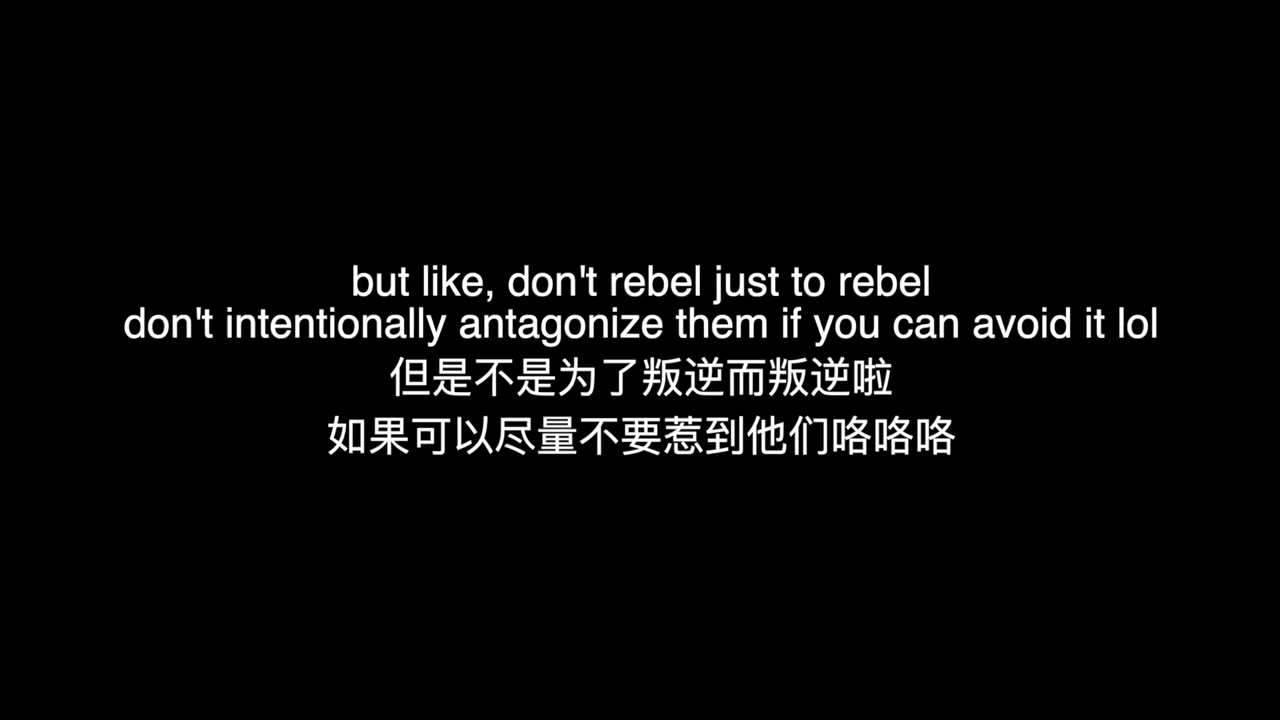 but like, don't rebel just to rebel
don't intentionally antagonize them if you can avoid it lol
但是不是为了叛逆而叛逆啦
如果可以尽量不要惹到他们咯咯咯